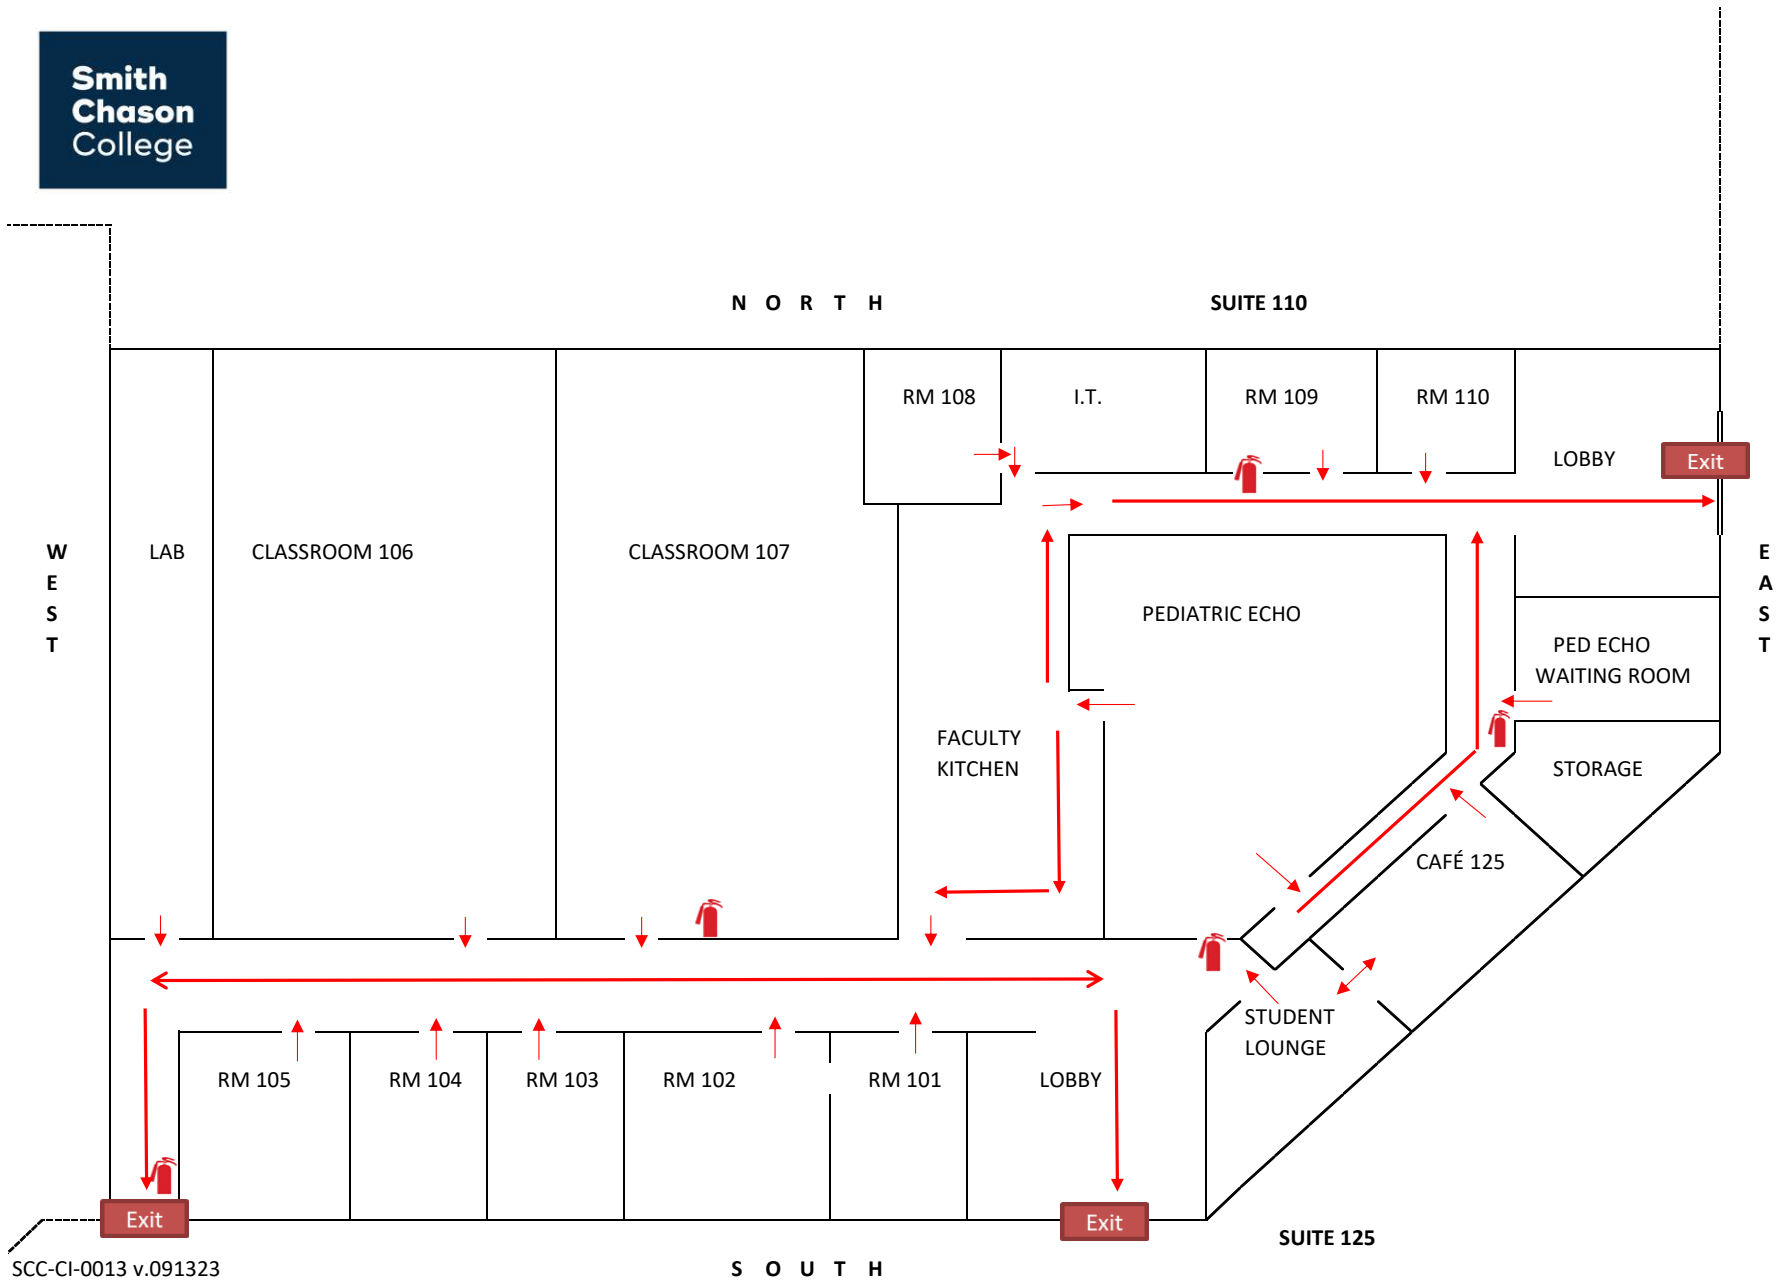 Smith
Chason
College
N O R T H
SUITE 110
RM 108
I.T.
RM 109
RM 110
LOBBY
Exit
W
E
S
T
LAB
CLASSROOM 106
CLASSROOM 107
E
A
S
T
PEDIATRIC ECHO
PED ECHO
WAITING ROOM
FACULTY
KITCHEN
STORAGE
CAFÉ 125
STUDENT
LOUNGE
RM 105
RM 104
RM 103
RM 102
RM 101
LOBBY
Exit
Exit
SUITE 125
SCC-CI-0013 v.091323
S O U T H